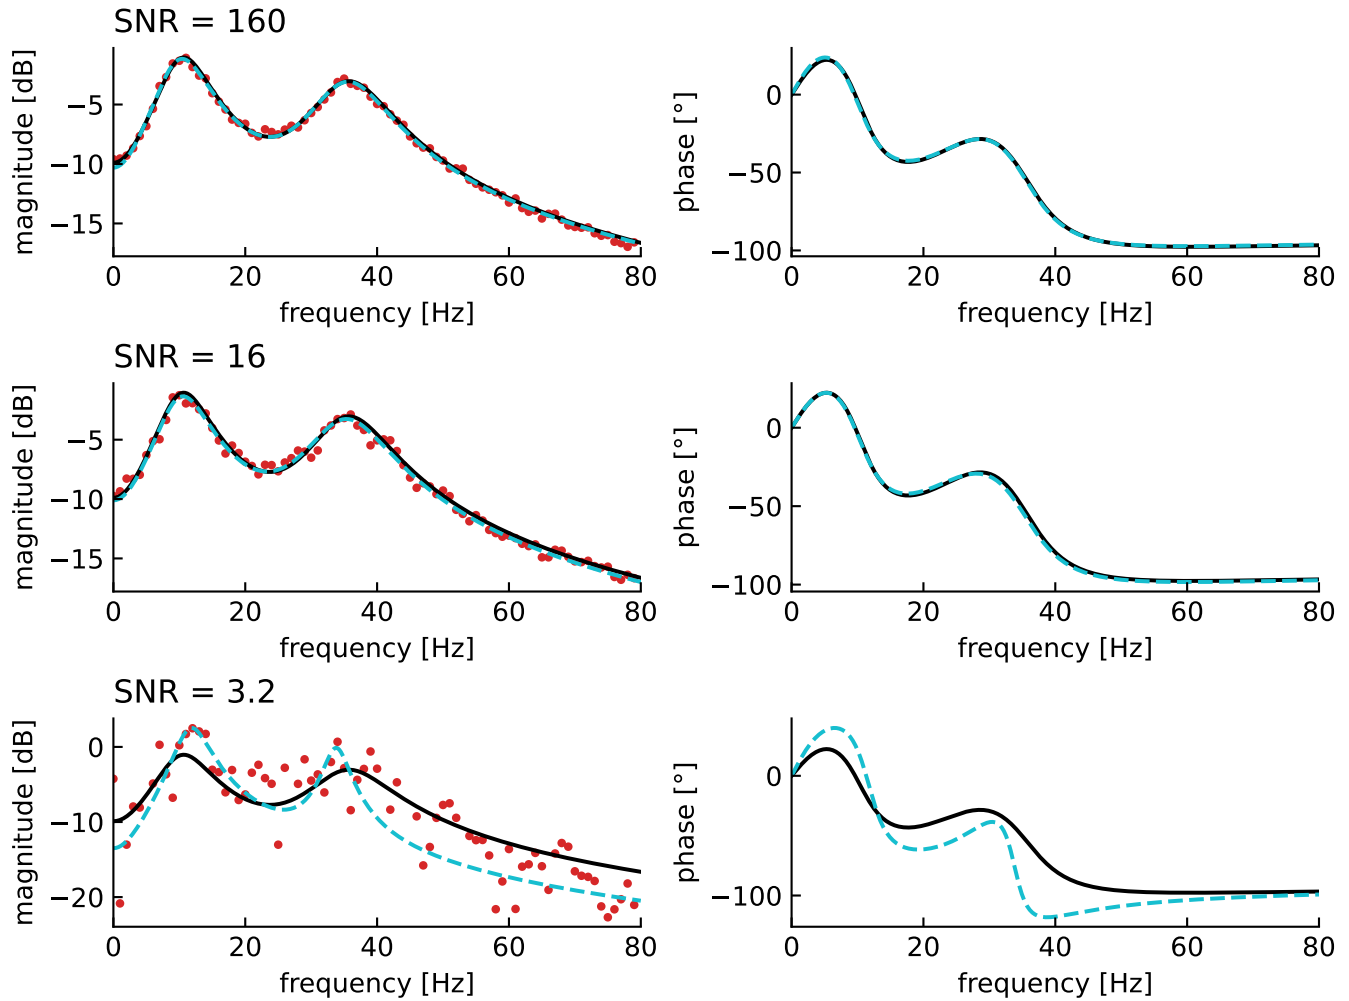 SNR = 160
magnitude [dB]
−5
−10
−15
0 20 40 60 80
frequency [Hz]
phase [°]
0
−50
−100
0 20 40 60 80
frequency [Hz]
SNR = 16
magnitude [dB]
−5
−10
−15
0 20 40 60 80
frequency [Hz]
phase [°]
0
−50
−100
0 20 40 60 80
frequency [Hz]
SNR = 3.2
magnitude [dB]
0
−10
−20
0 20 40 60 80
frequency [Hz]
phase [°]
0
−100
0 20 40 60 80
frequency [Hz]